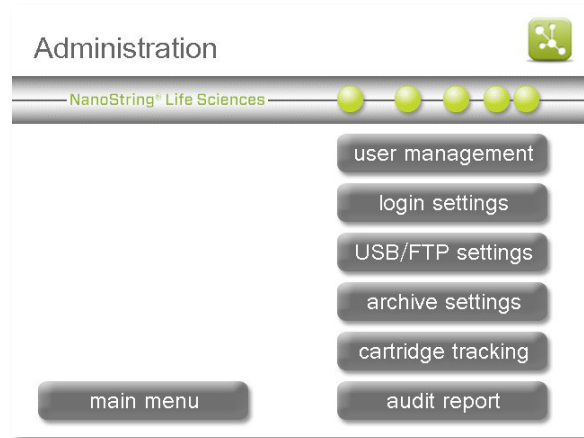 Administration
NanoString® Life Sciences
user management
login settings
USB/FTP settings
archive settings
cartridge tracking
main menu
audit report